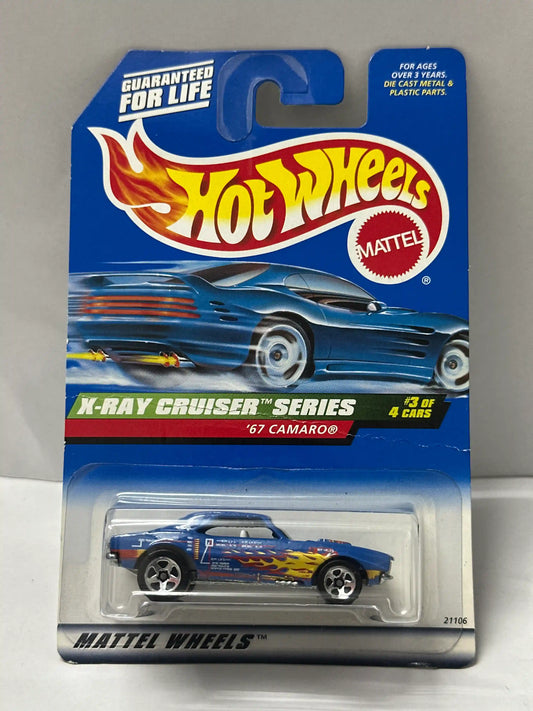 GUARANTEED
FOR LIFE
FOR AGES
OVER 3 YEARS.
DIE CAST METAL &
PLASTIC PARTS.
HOT WHEELS
MATTEL
®
X-RAY CRUISER™ SERIES
#3 OF
4 CARS
'67 CAMARO®
21106
MATTEL WHEELS™